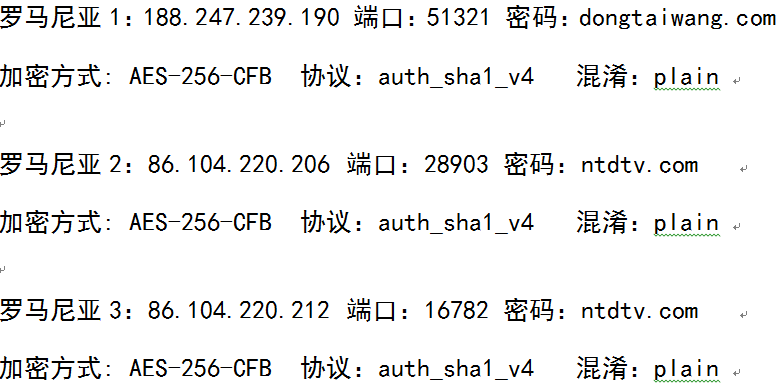 罗马尼亚1：188.247.239.190 端口：51321 密码：dongtaiwang.com
加密方式: AES-256-CFB 协议：auth_sha1_v4 混淆：plain
罗马尼亚2：86.104.220.206 端口：28903 密码：ntdtv.com
加密方式: AES-256-CFB 协议：auth_sha1_v4 混淆：plain
罗马尼亚3：86.104.220.212 端口：16782 密码：ntdtv.com
加密方式: AES-256-CFB 协议：auth_sha1_v4 混淆：plain